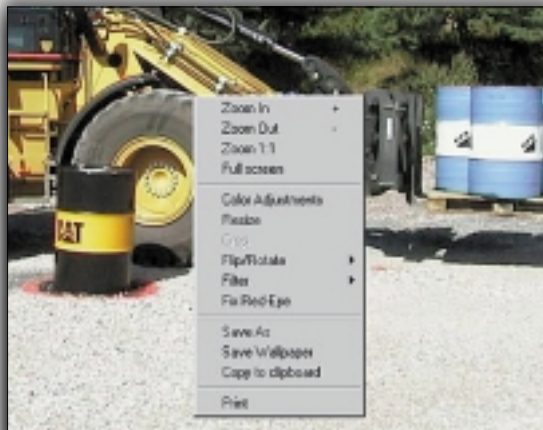 Zoom In +
Zoom Out -
Zoom 1:1
Full screen
Color Adjustments
Resize
Crop
Flip/Rotate
Filter
Fix Red-Eye
Save As
Save Wallpaper
Copy to clipboard
Print
CAT